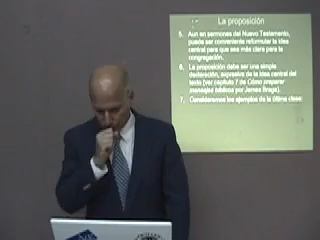 La proposición
5. Aun en sermones del Nuevo Testamento,
puede ser conveniente reformular la idea
central para que sea más clara para la
congregación.
6. La proposición debe ser una simple
declaración, expresiva de la idea central del
texto (ver capítulo 7 de Cómo preparar
mensajes bíblicos por James Braga).
7. Consideremos los ejemplos de la última clase: